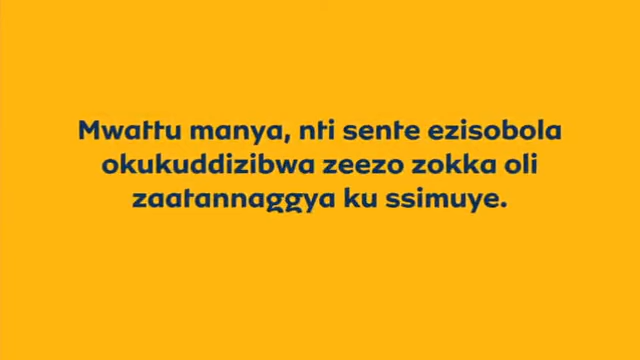 Mwattu manya, nti sente ezisobola
okukuddizibwa zeezo zokka oli
zaatannaggya ku ssimuye.